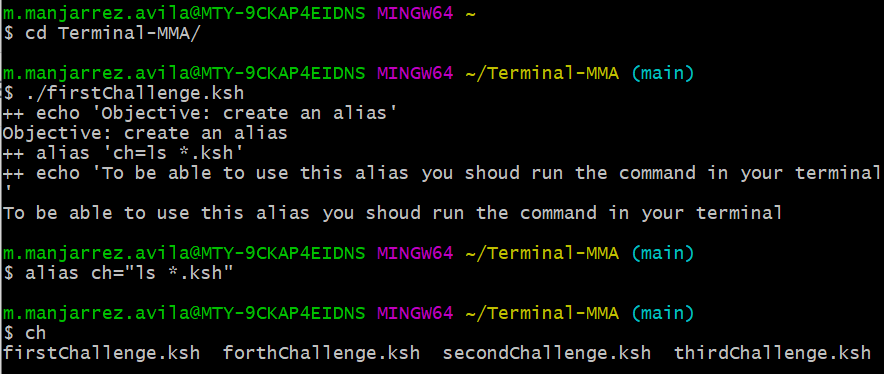 m.manjarrez.avila@MTY-9CKAP4EIDNS MINGW64 ~
$ cd Terminal-MMA/

m.manjarrez.avila@MTY-9CKAP4EIDNS MINGW64 ~/Terminal-MMA (main)
$ ./firstChallenge.ksh
++ echo 'Objective: create an alias'
Objective: create an alias
++ alias 'ch=ls *.ksh'
++ echo 'To be able to use this alias you shoud run the command in your terminal
'
To be able to use this alias you shoud run the command in your terminal

m.manjarrez.avila@MTY-9CKAP4EIDNS MINGW64 ~/Terminal-MMA (main)
$ alias ch="ls *.ksh"

m.manjarrez.avila@MTY-9CKAP4EIDNS MINGW64 ~/Terminal-MMA (main)
$ ch
firstChallenge.ksh  forthChallenge.ksh  secondChallenge.ksh  thirdChallenge.ksh